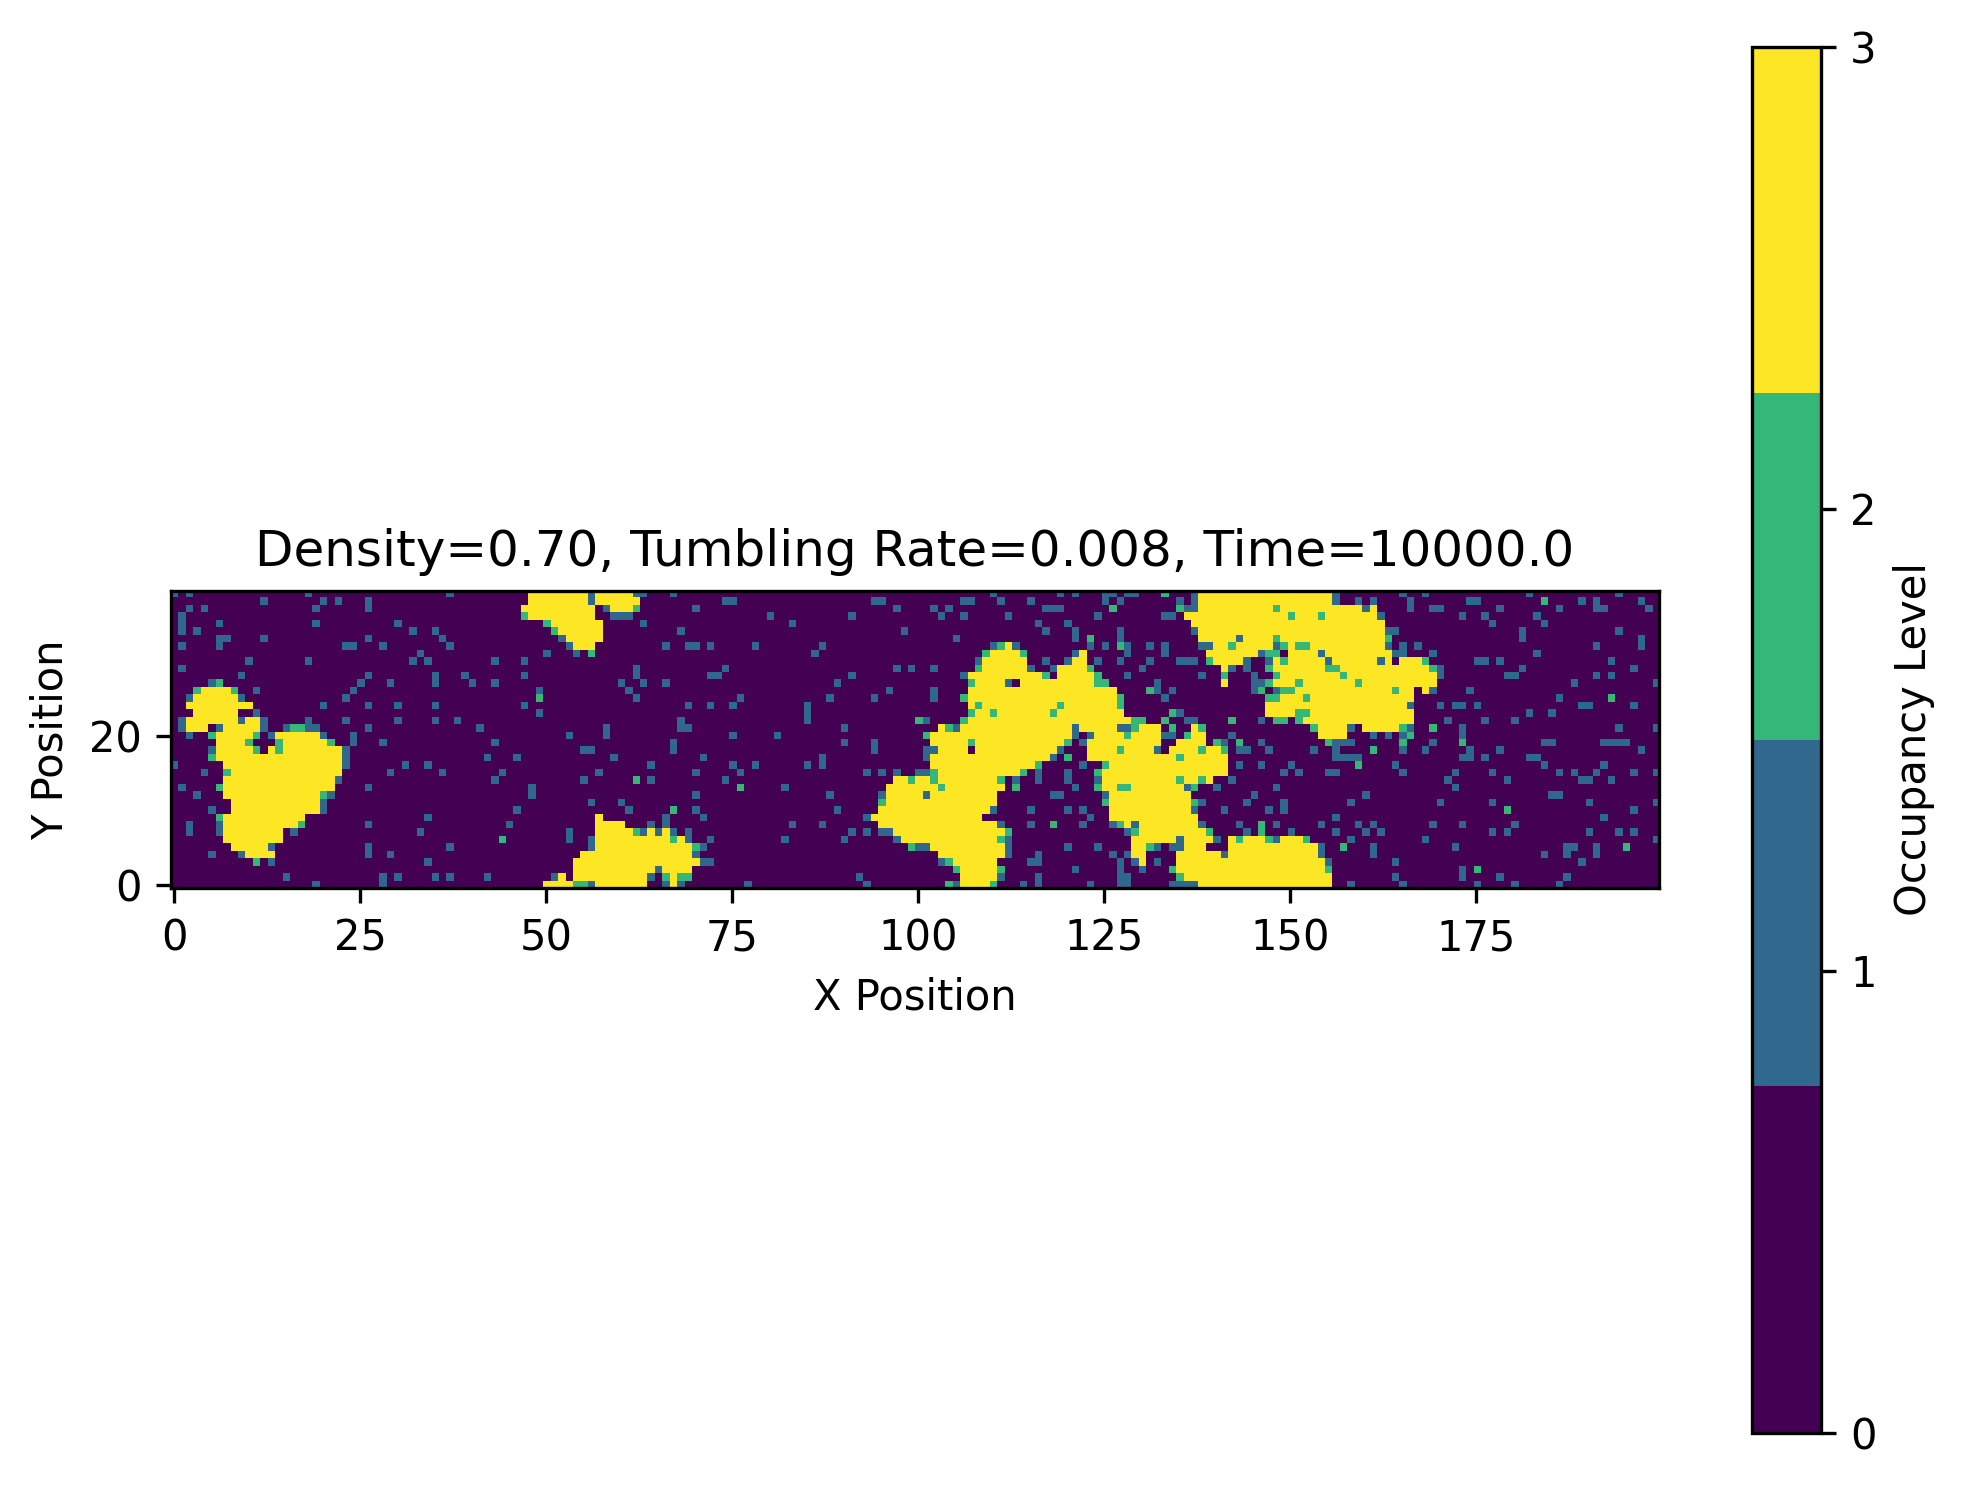 Density=0.70, Tumbling Rate=0.008, Time=10000.0
Y Position
20
0
0 25 50 75 100 125 150 175
X Position
3
2
1
0
Occupancy Level